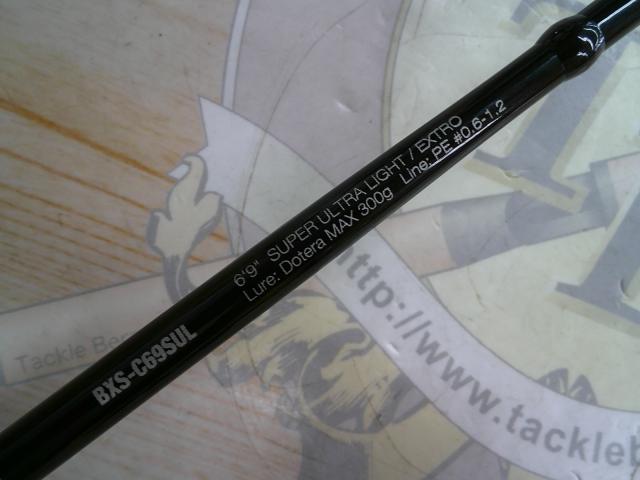 6'9" SUPER ULTRA LIGHT / EXTRO
Lure: Dotera MAX 300g Line: PE #0.6-1.2
BXS-C69SUL
Tackle Ber
http://www.tackleb